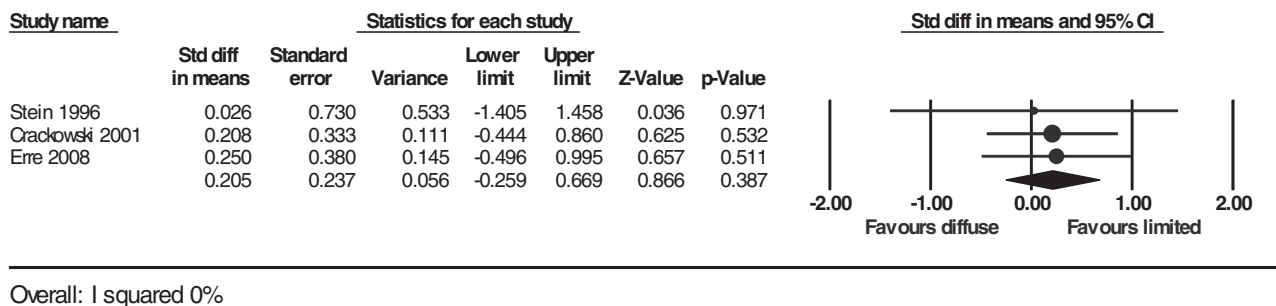 Study name Statistics for each study Std diff in means and 95% CI
Std diff Standard Lower Upper
in means error Variance limit limit Z-Value p-Value
Stein 1996 0.026 0.730 0.533 -1.405 1.458 0.036 0.971
Crackowski 2001 0.208 0.333 0.111 -0.444 0.860 0.625 0.532
Erre 2008 0.250 0.380 0.145 -0.496 0.995 0.657 0.511
0.205 0.237 0.056 -0.259 0.669 0.866 0.387
-2.00 -1.00 0.00 1.00 2.00
Favours diffuse Favours limited
Overall: I squared 0%